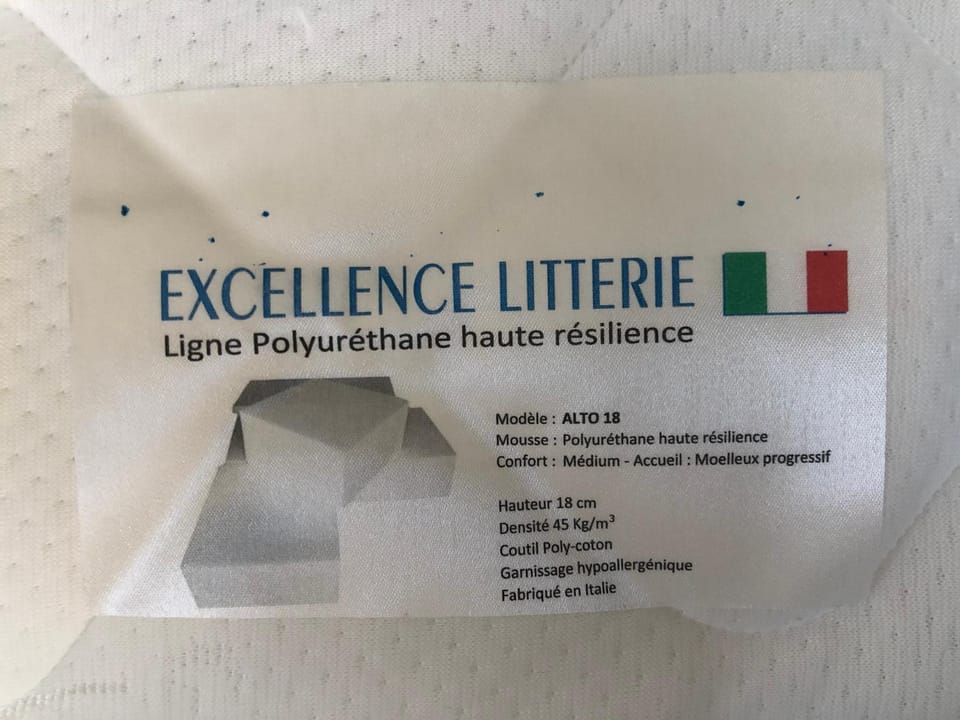 EXCELLENCE LITTERIE
Ligne Polyuréthane haute résilience
Modèle : ALTO 18
Mousse : Polyuréthane haute résilience
Confort : Médium - Accueil : Moelleux progressif
Hauteur 18 cm
Densité 45 Kg/m³
Coutil Poly-coton
Garnissage hypoallergénique
Fabriqué en Italie